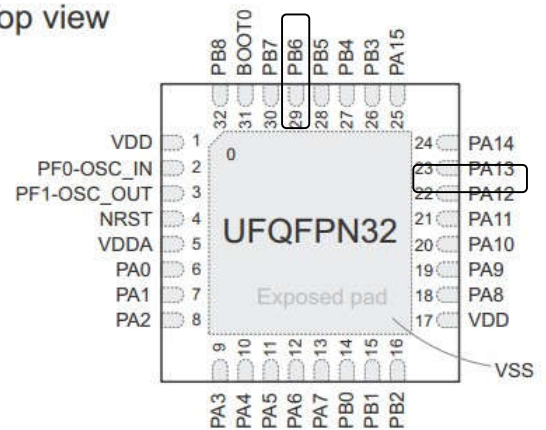 op view
PB8
BOOT0
PB7
PB6
PB5
PB4
PB3
PA15
32
31
30
29
28
27
26
25
VDD 1
PF0-OSC_IN 2
PF1-OSC_OUT 3
NRST 4
VDDA 5
PA0 6
PA1 7
PA2 8
0
UFQFPN32
Exposed pad
24 PA14
23 PA13
22 PA12
21 PA11
20 PA10
19 PA9
18 PA8
17 VDD
VSS
9
10
11
12
13
14
15
16
PA3
PA4
PA5
PA6
PA7
PB0
PB1
PB2